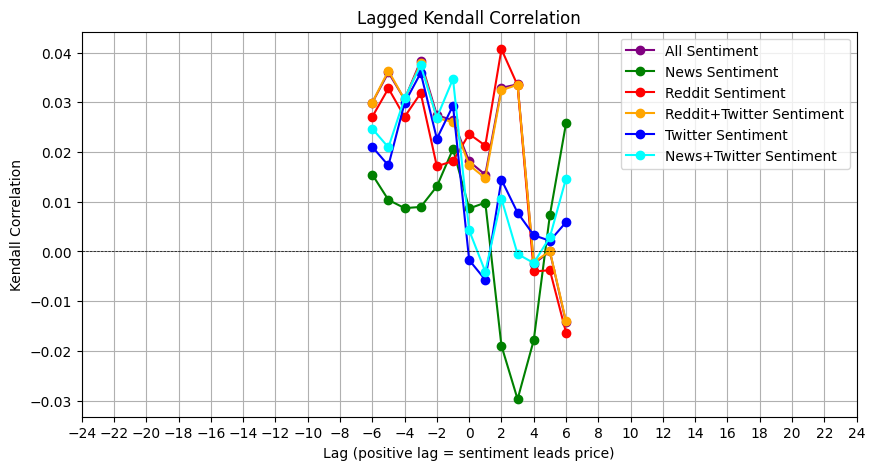 Lagged Kendall Correlation
All Sentiment
News Sentiment
Reddit Sentiment
Reddit+Twitter Sentiment
Twitter Sentiment
News+Twitter Sentiment
Kendall Correlation
0.04
0.03
0.02
0.01
0.00
−0.01
−0.02
−0.03
−24 −22 −20 −18 −16 −14 −12 −10 −8 −6 −4 −2 0 2 4 6 8 10 12 14 16 18 20 22 24
Lag (positive lag = sentiment leads price)